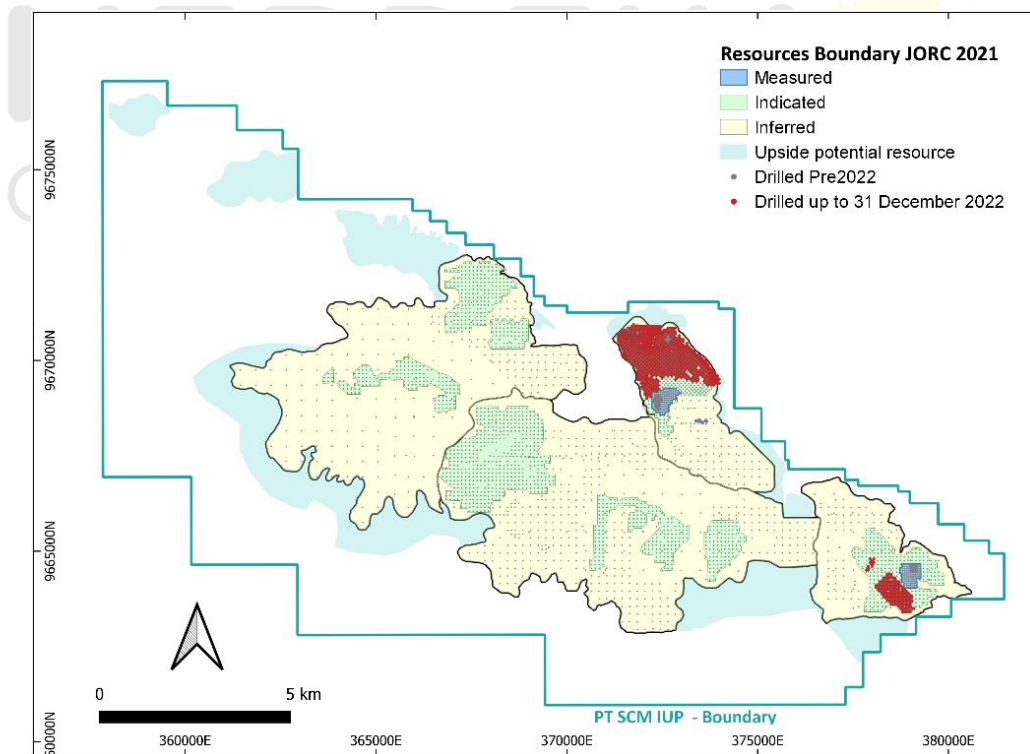 Resources Boundary JORC 2021
Measured
Indicated
Inferred
Upside potential resource
Drilled Pre2022
Drilled up to 31 December 2022
9675000N
9670000N
9665000N
9660000N
0 5 km
PT SCM IUP - Boundary
360000E 365000E 370000E 375000E 380000E